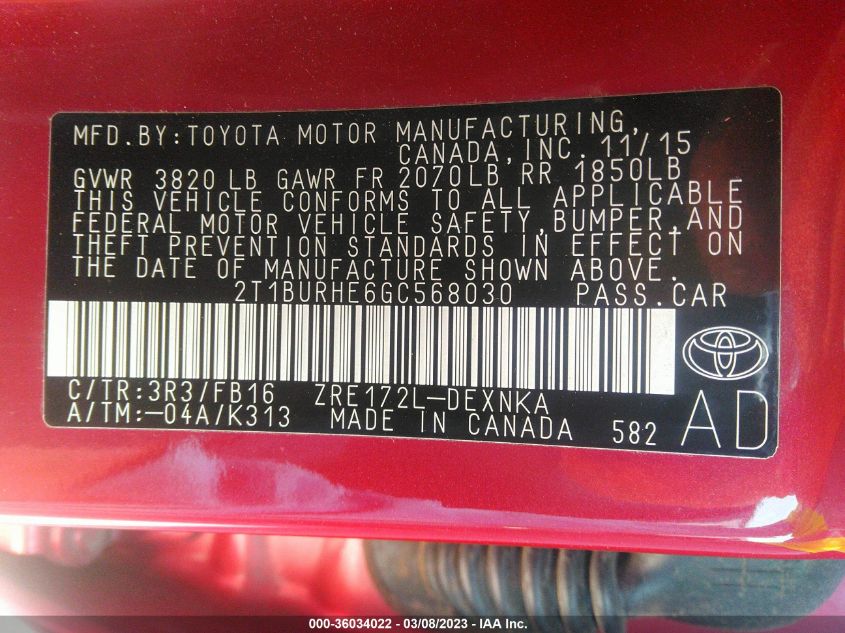 MFD.BY:TOYOTA MOTOR MANUFACTURING,
CANADA,INC. 11/15
GVWR 3820 LB GAWR FR 2070LB RR 1850LB
THIS VEHICLE CONFORMS TO ALL APPLICABLE
FEDERAL MOTOR VEHICLE SAFETY,BUMPER,AND
THEFT PREVENTION STANDARDS IN EFFECT ON
THE DATE OF MANUFACTURE SHOWN ABOVE.
2T1BURHE6GC568030 PASS.CAR
C/TR:3R3/FB16 ZRE172L-DEXNKA
A/TM:-04A/K313 MADE IN CANADA 582 AD
000-36034022 — 03/08/2023 — IAA Inc.